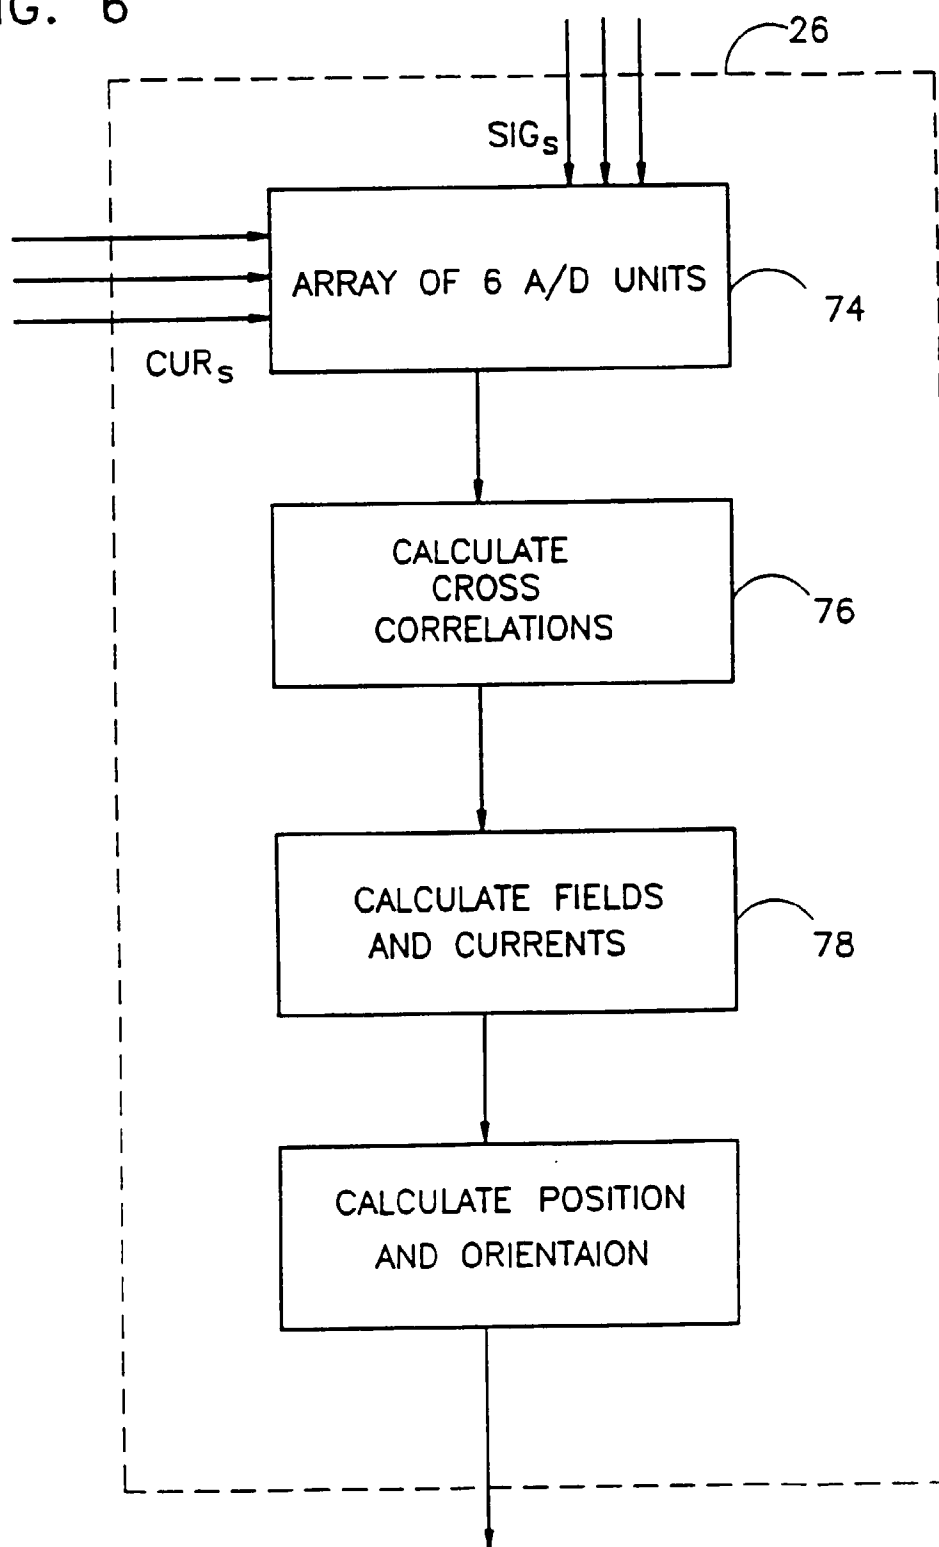 FIG. 6
26
SIGs
ARRAY OF 6 A/D UNITS
74
CURs
CALCULATE
CROSS
CORRELATIONS
76
CALCULATE FIELDS
AND CURRENTS
78
CALCULATE POSITION
AND ORIENTAION